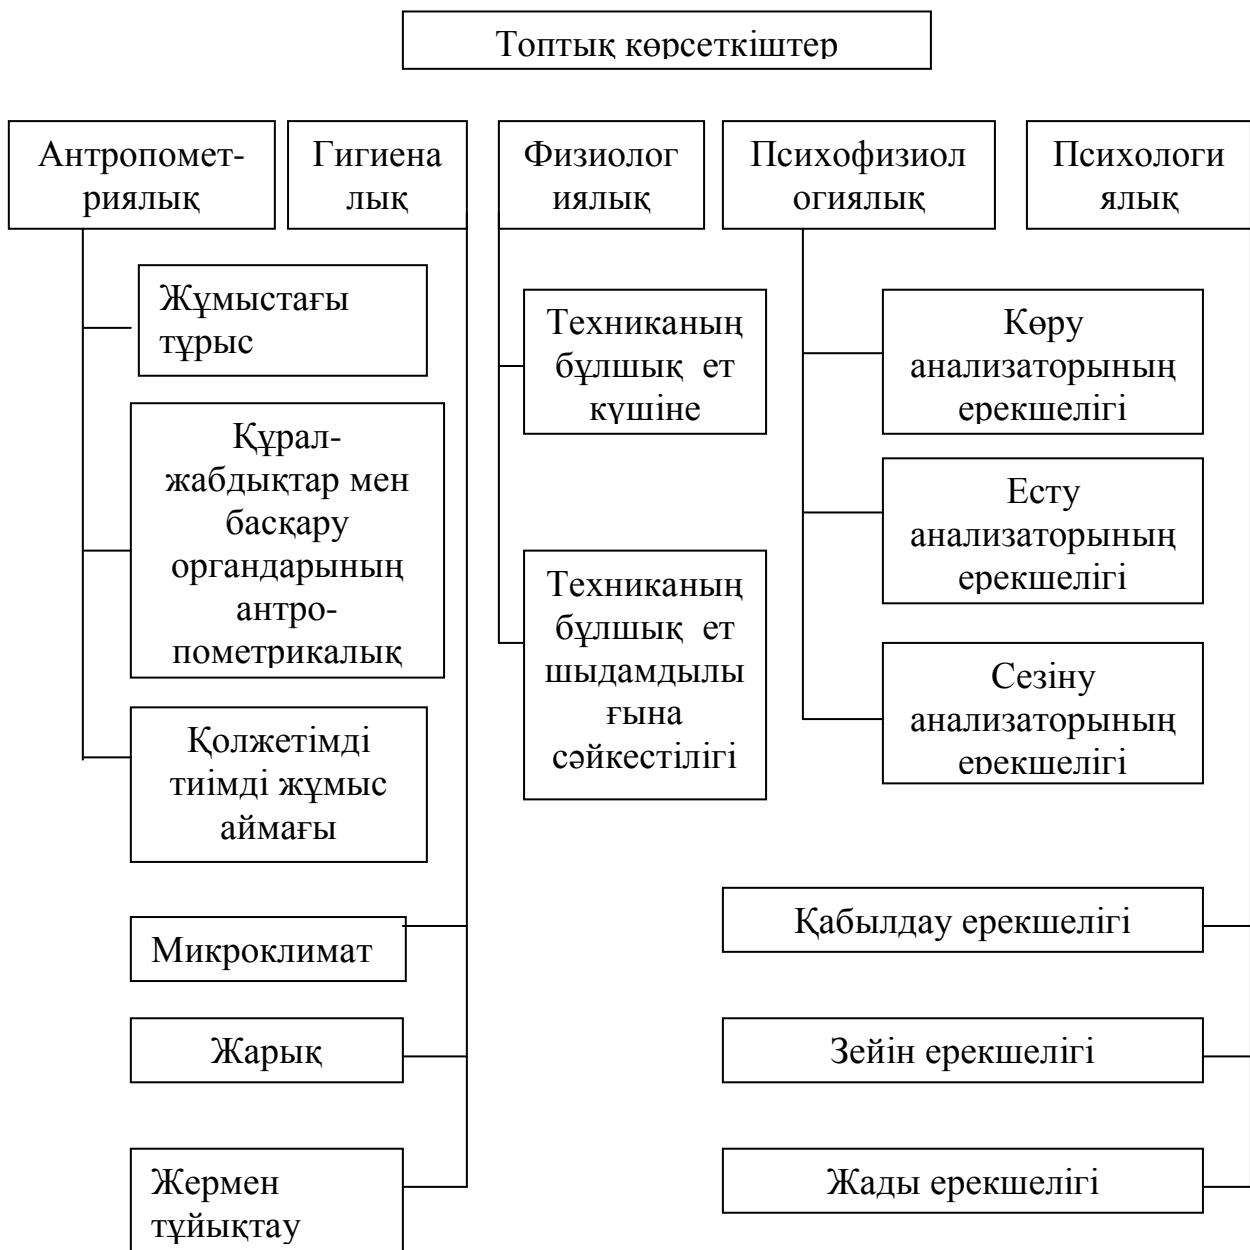 Топтық көрсеткіштер
Антропомет-
риялық
Гигиена
лық
Физиолог
иялық
Психофизиол
огиялық
Психологи
ялық
Жұмыстағы
тұрыс
Құрал-
жабдықтар мен
басқару
органдарының
антро-
пометрикалық
Қолжетімді
тиімді жұмыс
аймағы
Микроклимат
Жарық
Жермен
тұйықтау
Техниканың
бұлшық ет
күшіне
Техниканың
бұлшық ет
шыдамдылы
ғына
сәйкестілігі
Көру
анализаторының
ерекшелігі
Есту
анализаторының
ерекшелігі
Сезіну
анализаторының
ерекшелігі
Қабылдау ерекшелігі
Зейін ерекшелігі
Жады ерекшелігі